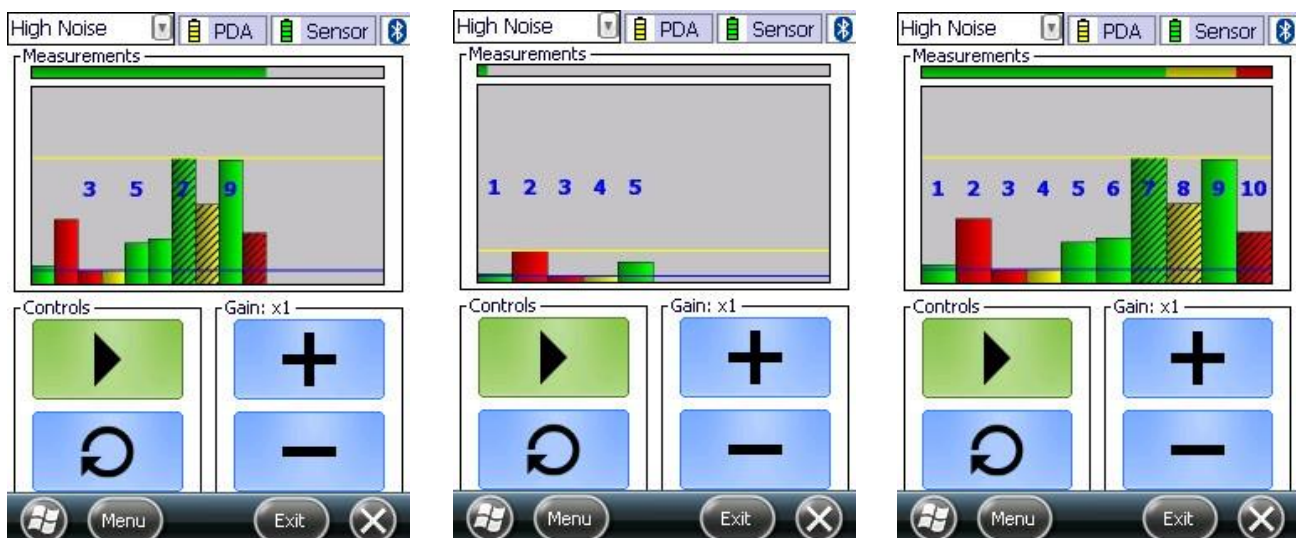 High Noise PDA Sensor
Measurements
3 5 7 9
Controls Gain: x1
Menu Exit
High Noise PDA Sensor
Measurements
1 2 3 4 5
Controls Gain: x1
Menu Exit
High Noise PDA Sensor
Measurements
1 2 3 4 5 6 7 8 9 10
Controls Gain: x1
Menu Exit